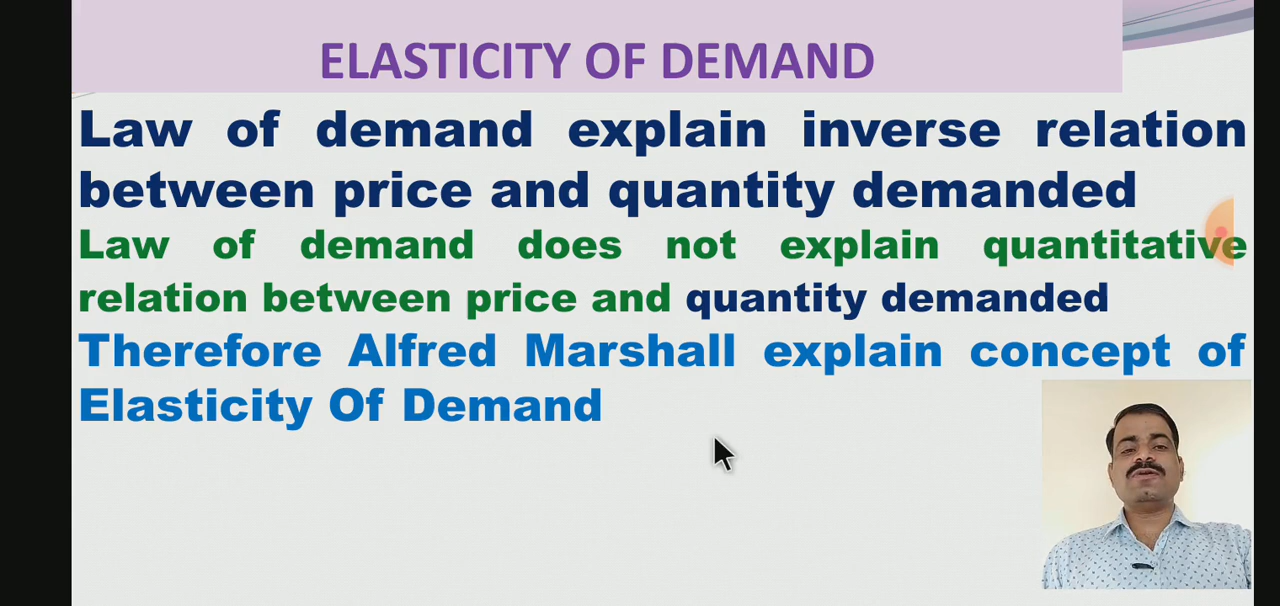 ELASTICITY OF DEMAND
Law of demand explain inverse relation
between price and quantity demanded
Law of demand does not explain quantitative
relation between price and quantity demanded
Therefore Alfred Marshall explain concept of
Elasticity Of Demand